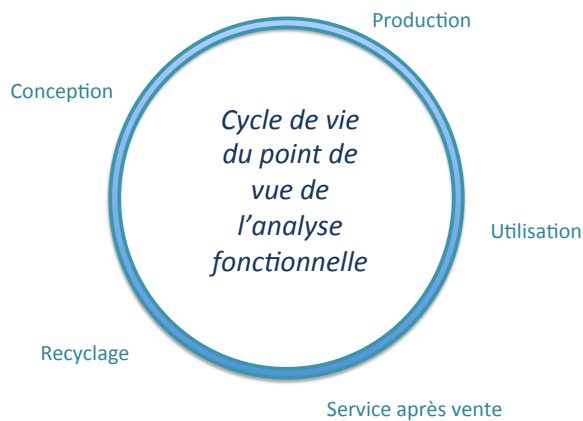 Production
Conception
Cycle de vie
du point de
vue de
l’analyse
fonctionnelle
Utilisation
Recyclage
Service après vente